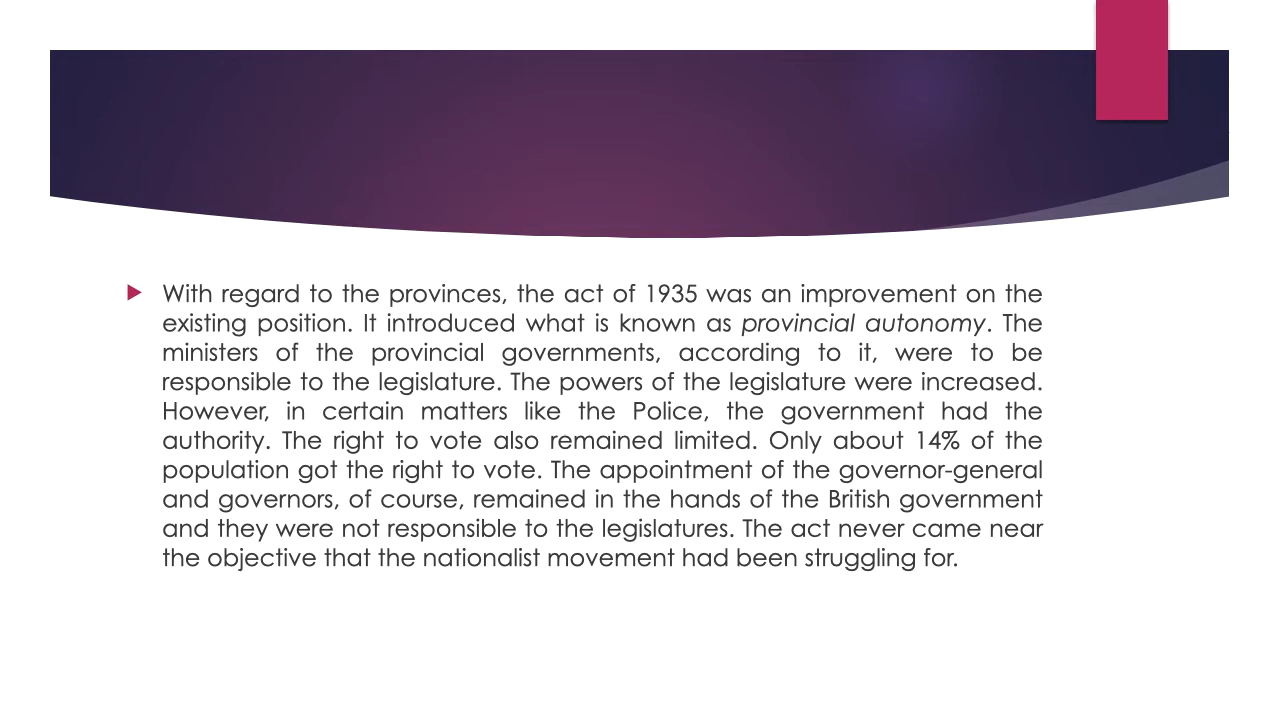 With regard to the provinces, the act of 1935 was an improvement on the
existing position. It introduced what is known as provincial autonomy. The
ministers of the provincial governments, according to it, were to be
responsible to the legislature. The powers of the legislature were increased.
However, in certain matters like the Police, the government had the
authority. The right to vote also remained limited. Only about 14% of the
population got the right to vote. The appointment of the governor-general
and governors, of course, remained in the hands of the British government
and they were not responsible to the legislatures. The act never came near
the objective that the nationalist movement had been struggling for.